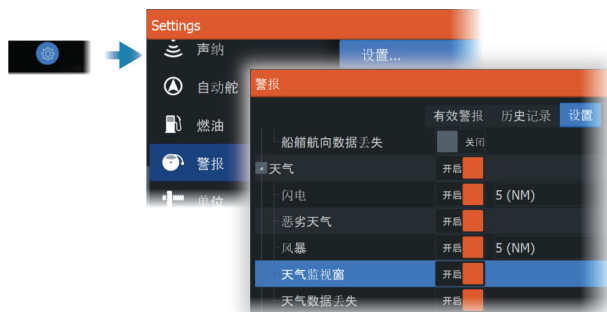 Settings
声纳
设置...
自动舵
燃油
警报
单位
警报
有效警报 历史记录 设置
船艏航向数据丢失 关闭
天气 开启
闪电 开启 5 (NM)
恶劣天气 开启
风暴 开启 5 (NM)
天气监视窗 开启
天气数据丢失 开启